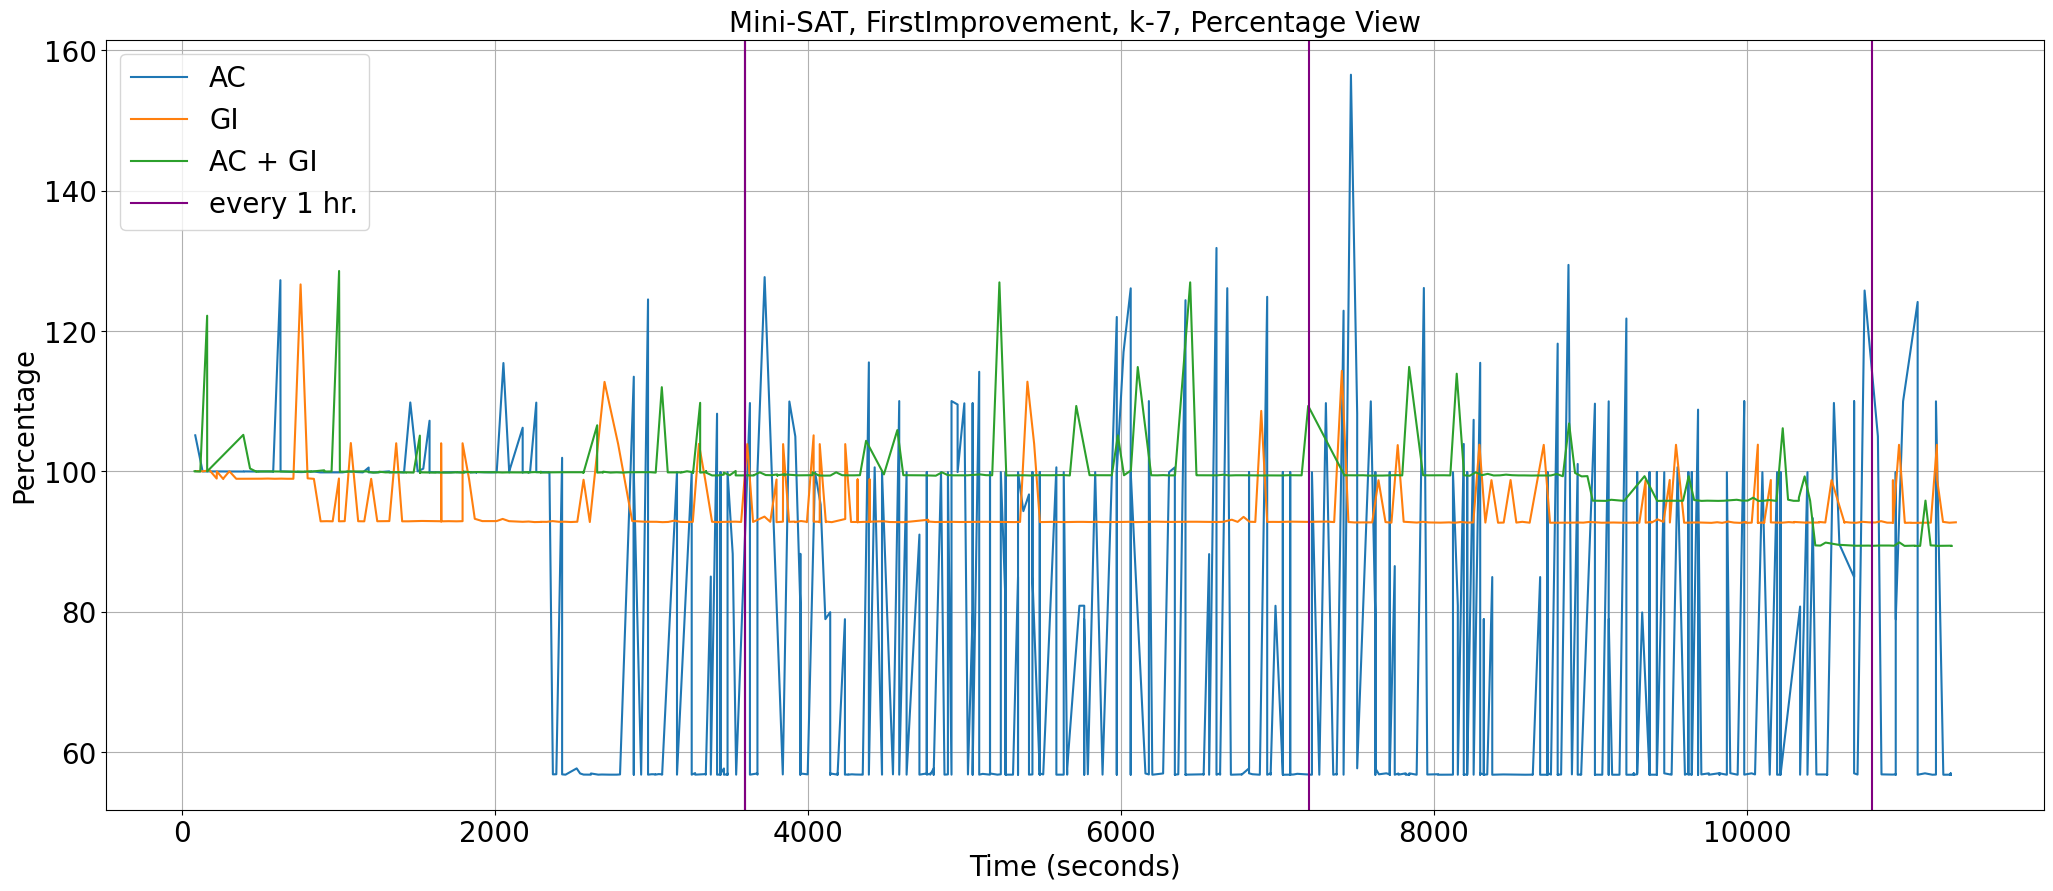 Mini-SAT, FirstImprovement, k-7, Percentage View
160
140
120
100
80
60
Percentage
AC
GI
AC + GI
every 1 hr.
0
2000
4000
6000
8000
10000
Time (seconds)